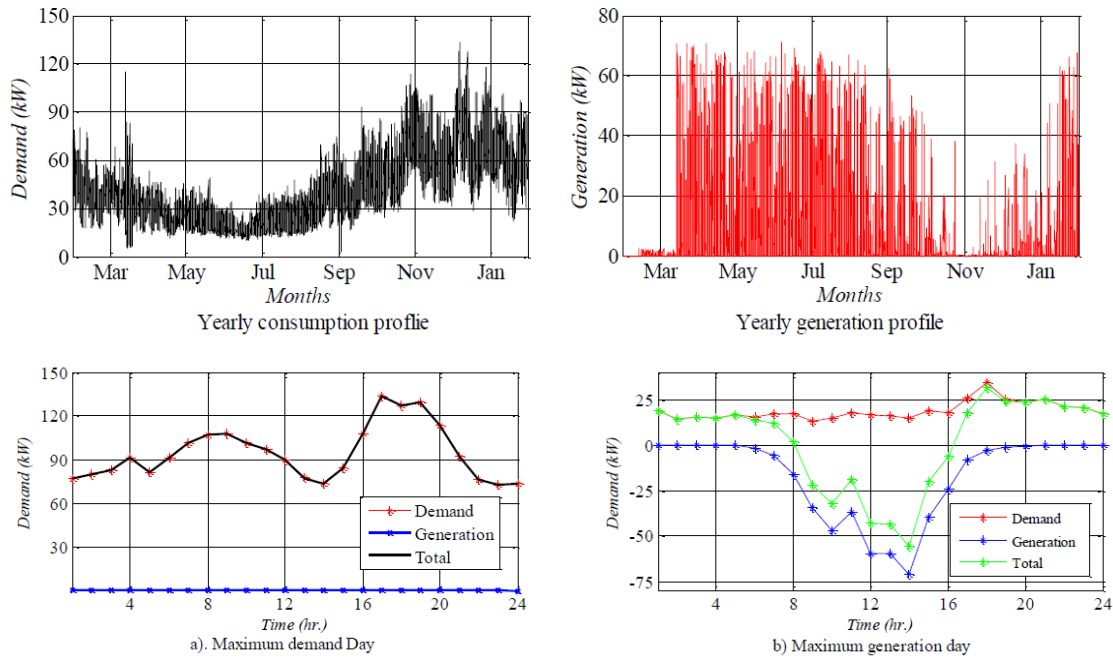 150
120
90
60
30
0
Demand (kW)
Mar May Jul Sep Nov Jan
Months
Yearly consumption proflie
80
60
40
20
0
Generation (kW)
Mar May Jul Sep Nov Jan
Months
Yearly generation profile
150
120
90
60
30
Demand (kW)
Demand
Generation
Total
4 8 12 16 20 24
Time (hr.)
a). Maximum demand Day
25
0
-25
-50
-75
Demand (kW)
Demand
Generation
Total
4 8 12 16 20 24
Time (hr.)
b) Maximum generation day